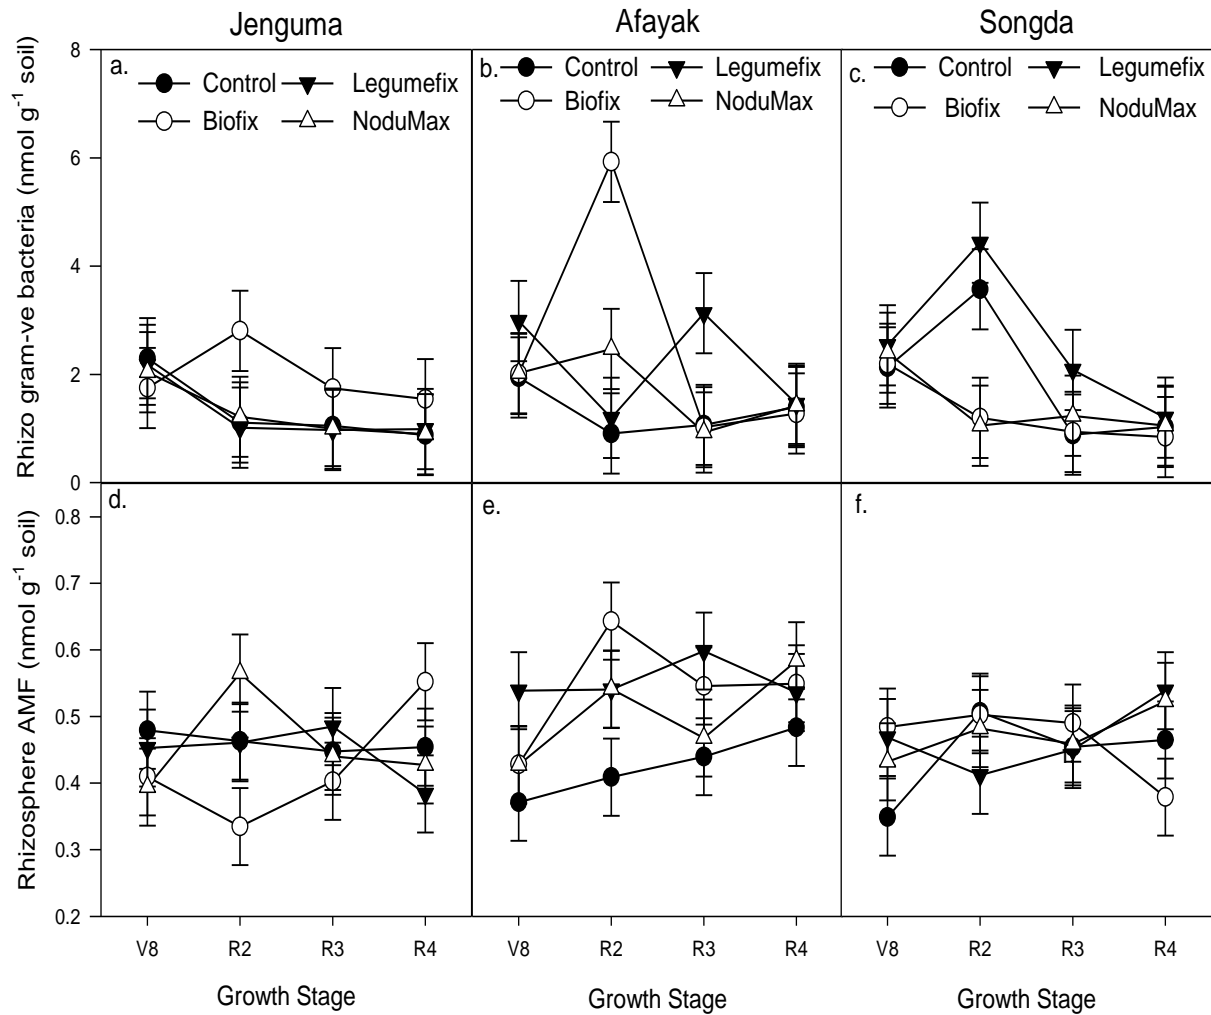 Jenguma
Afayak
Songda
Rhizo gram-ve bacteria (nmol g⁻¹ soil)
8
6
4
2
0
a.
Control
Legumefix
Biofix
NoduMax
b.
Control
Legumefix
Biofix
NoduMax
c.
Control
Legumefix
Biofix
NoduMax
Rhizosphere AMF (nmol g⁻¹ soil)
0.8
0.7
0.6
0.5
0.4
0.3
0.2
d.
e.
f.
V8 R2 R3 R4
V8 R2 R3 R4
V8 R2 R3 R4
Growth Stage
Growth Stage
Growth Stage